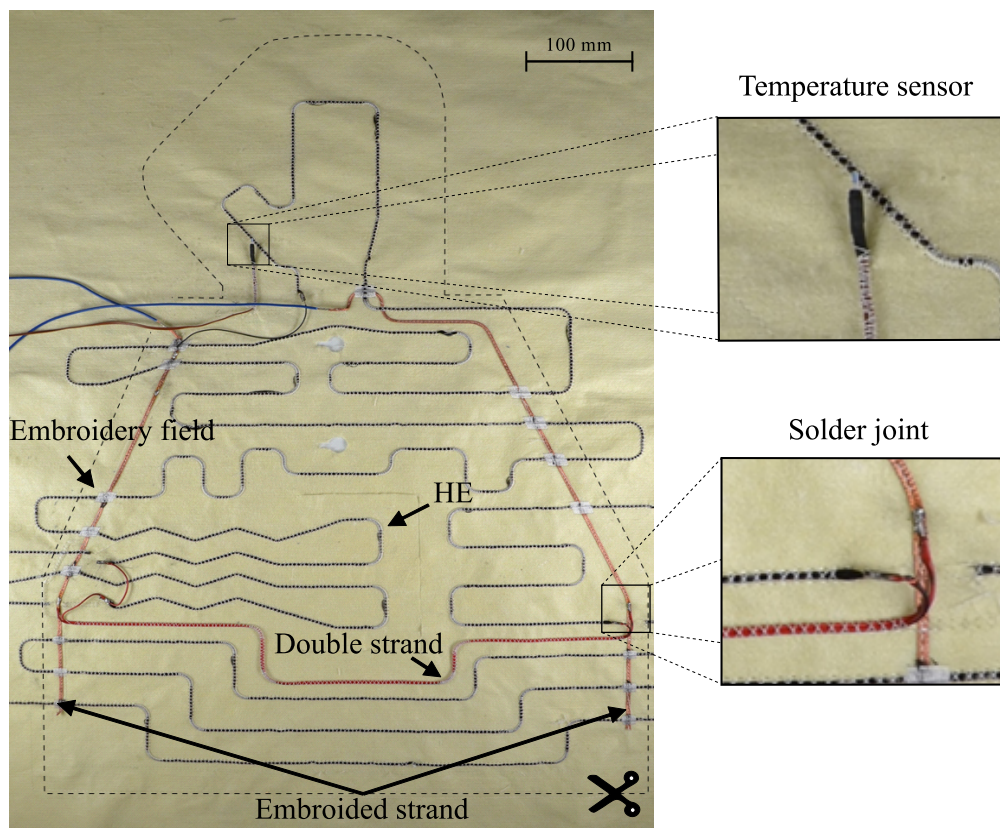 100 mm
Temperature sensor
Embroidery field
Solder joint
HE
Double strand
Embroided strand